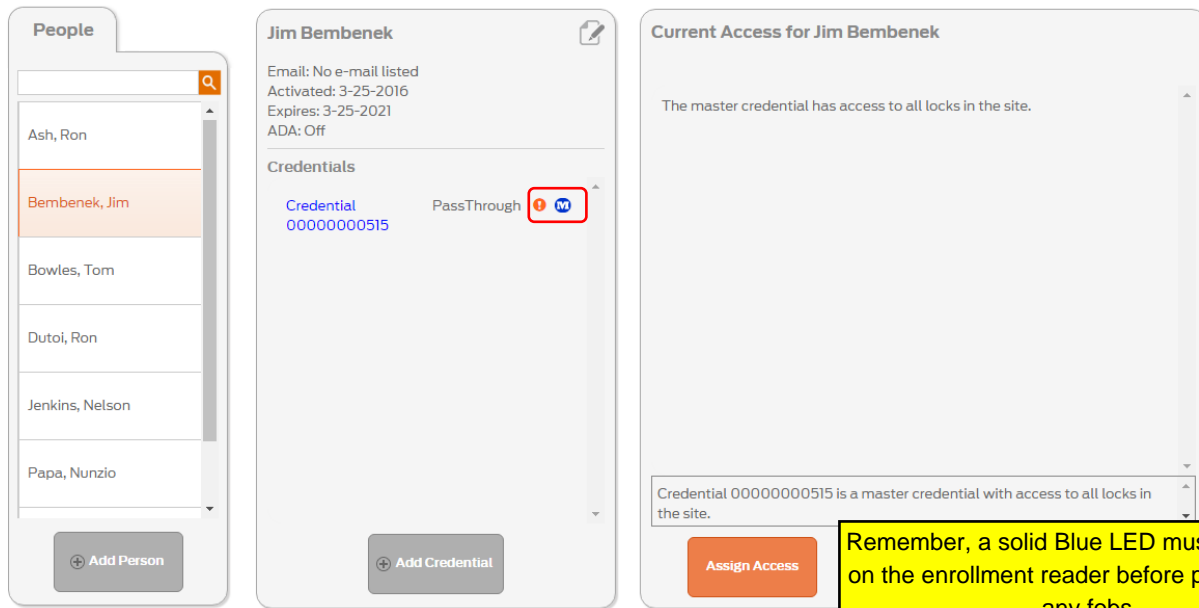 People
Ash, Ron
Bembenek, Jim
Bowles, Tom
Dutoi, Ron
Jenkins, Nelson
Papa, Nunzio
Add Person
Jim Bembenek
Email: No e-mail listed
Activated: 3-25-2016
Expires: 3-25-2021
ADA: Off
Credentials
Credential PassThrough ! M
00000000515
Add Credential
Current Access for Jim Bembenek
The master credential has access to all locks in the site.
Credential 00000000515 is a master credential with access to all locks in
the site.
Assign Access
Remember, a solid Blue LED
on the enrollment reader before
any fobs